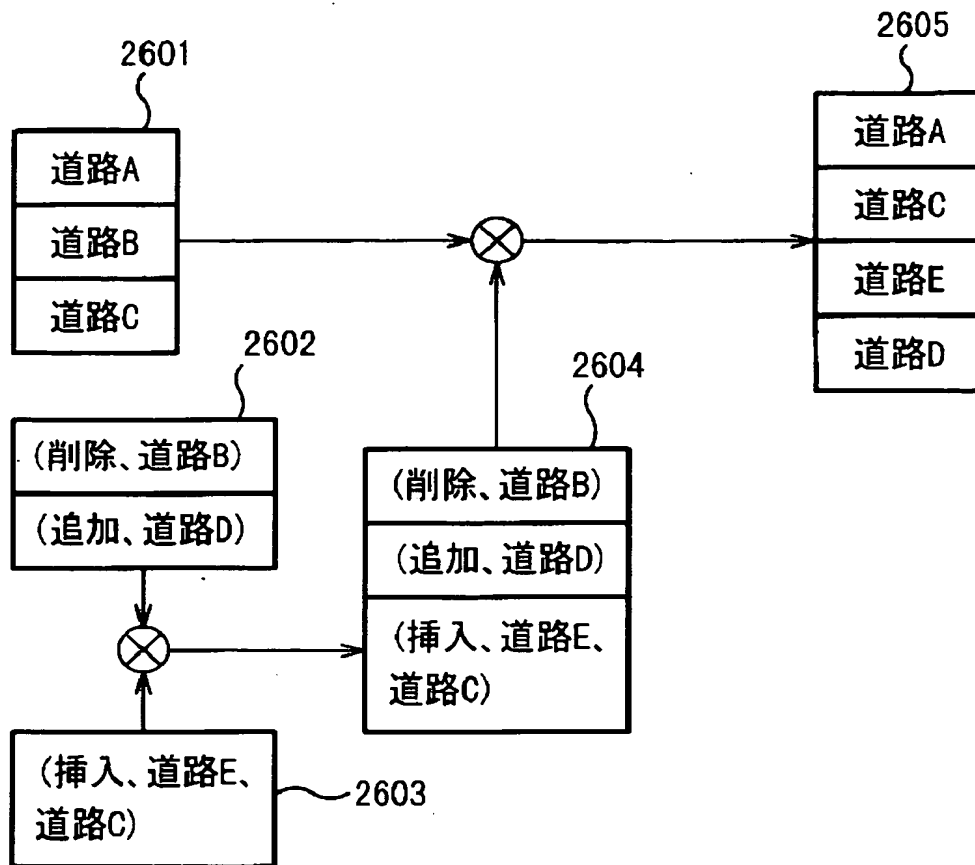 2601
道路A
道路B
道路C
2605
道路A
道路C
道路E
道路D
2602
(削除、道路B)
(追加、道路D)
2604
(削除、道路B)
(追加、道路D)
(挿入、道路E、
道路C)
(挿入、道路E、
道路C)
2603